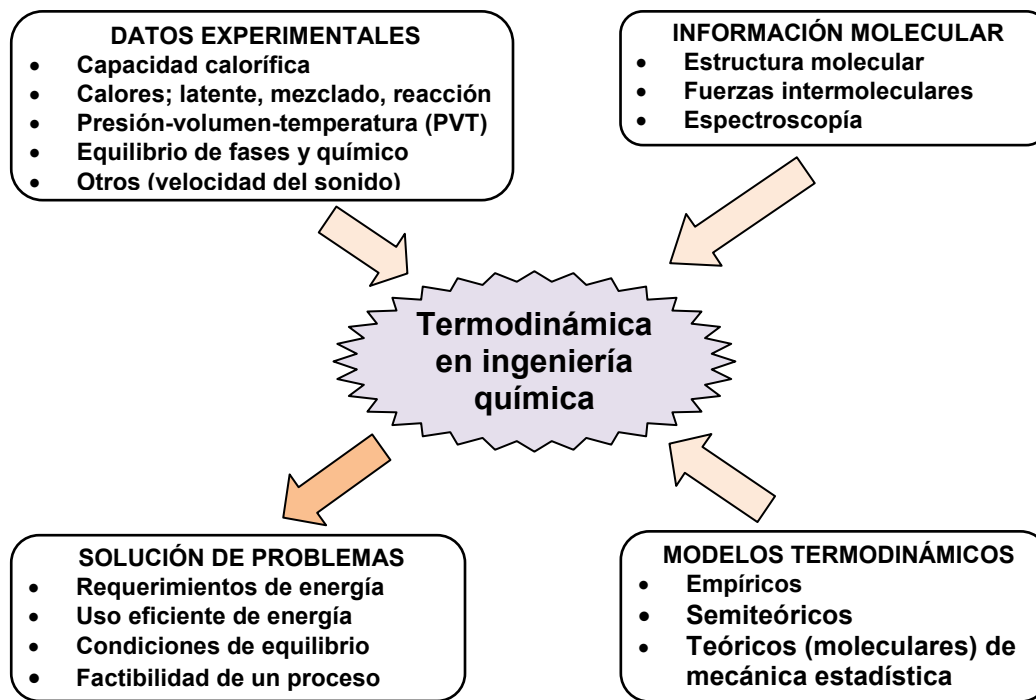 DATOS EXPERIMENTALES
• Capacidad calorífica
• Calores; latente, mezclado, reacción
• Presión-volumen-temperatura (PVT)
• Equilibrio de fases y químico
• Otros (velocidad del sonido)
INFORMACIÓN MOLECULAR
• Estructura molecular
• Fuerzas intermoleculares
• Espectroscopía
Termodinámica
en ingeniería
química
SOLUCIÓN DE PROBLEMAS
• Requerimientos de energía
• Uso eficiente de energía
• Condiciones de equilibrio
• Factibilidad de un proceso
MODELOS TERMODINÁMICOS
• Empíricos
• Semiteóricos
• Teóricos (moleculares) de
mecánica estadística